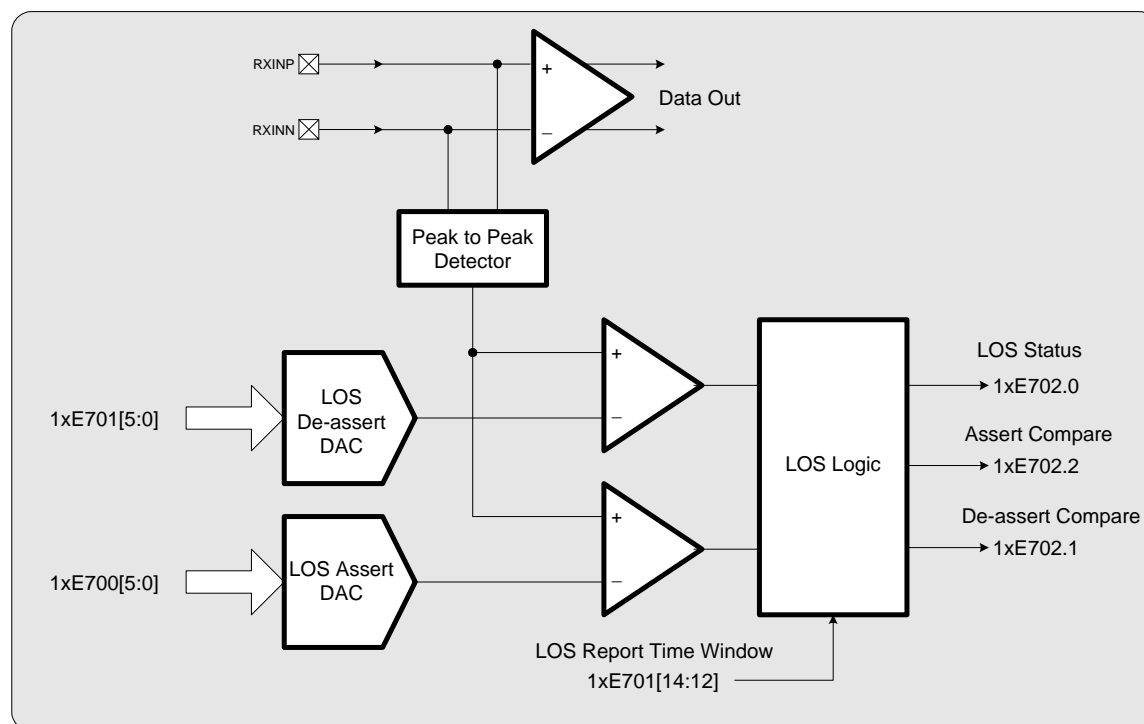 RXINP
+
Data Out
RXINN
–
Peak to Peak
Detector
LOS
De-assert
DAC
1xE701[5:0]
+
–
LOS Status
1xE702.0
Assert Compare
1xE702.2
LOS Logic
De-assert Compare
1xE702.1
LOS Assert
DAC
1xE700[5:0]
+
–
LOS Report Time Window
1xE701[14:12]